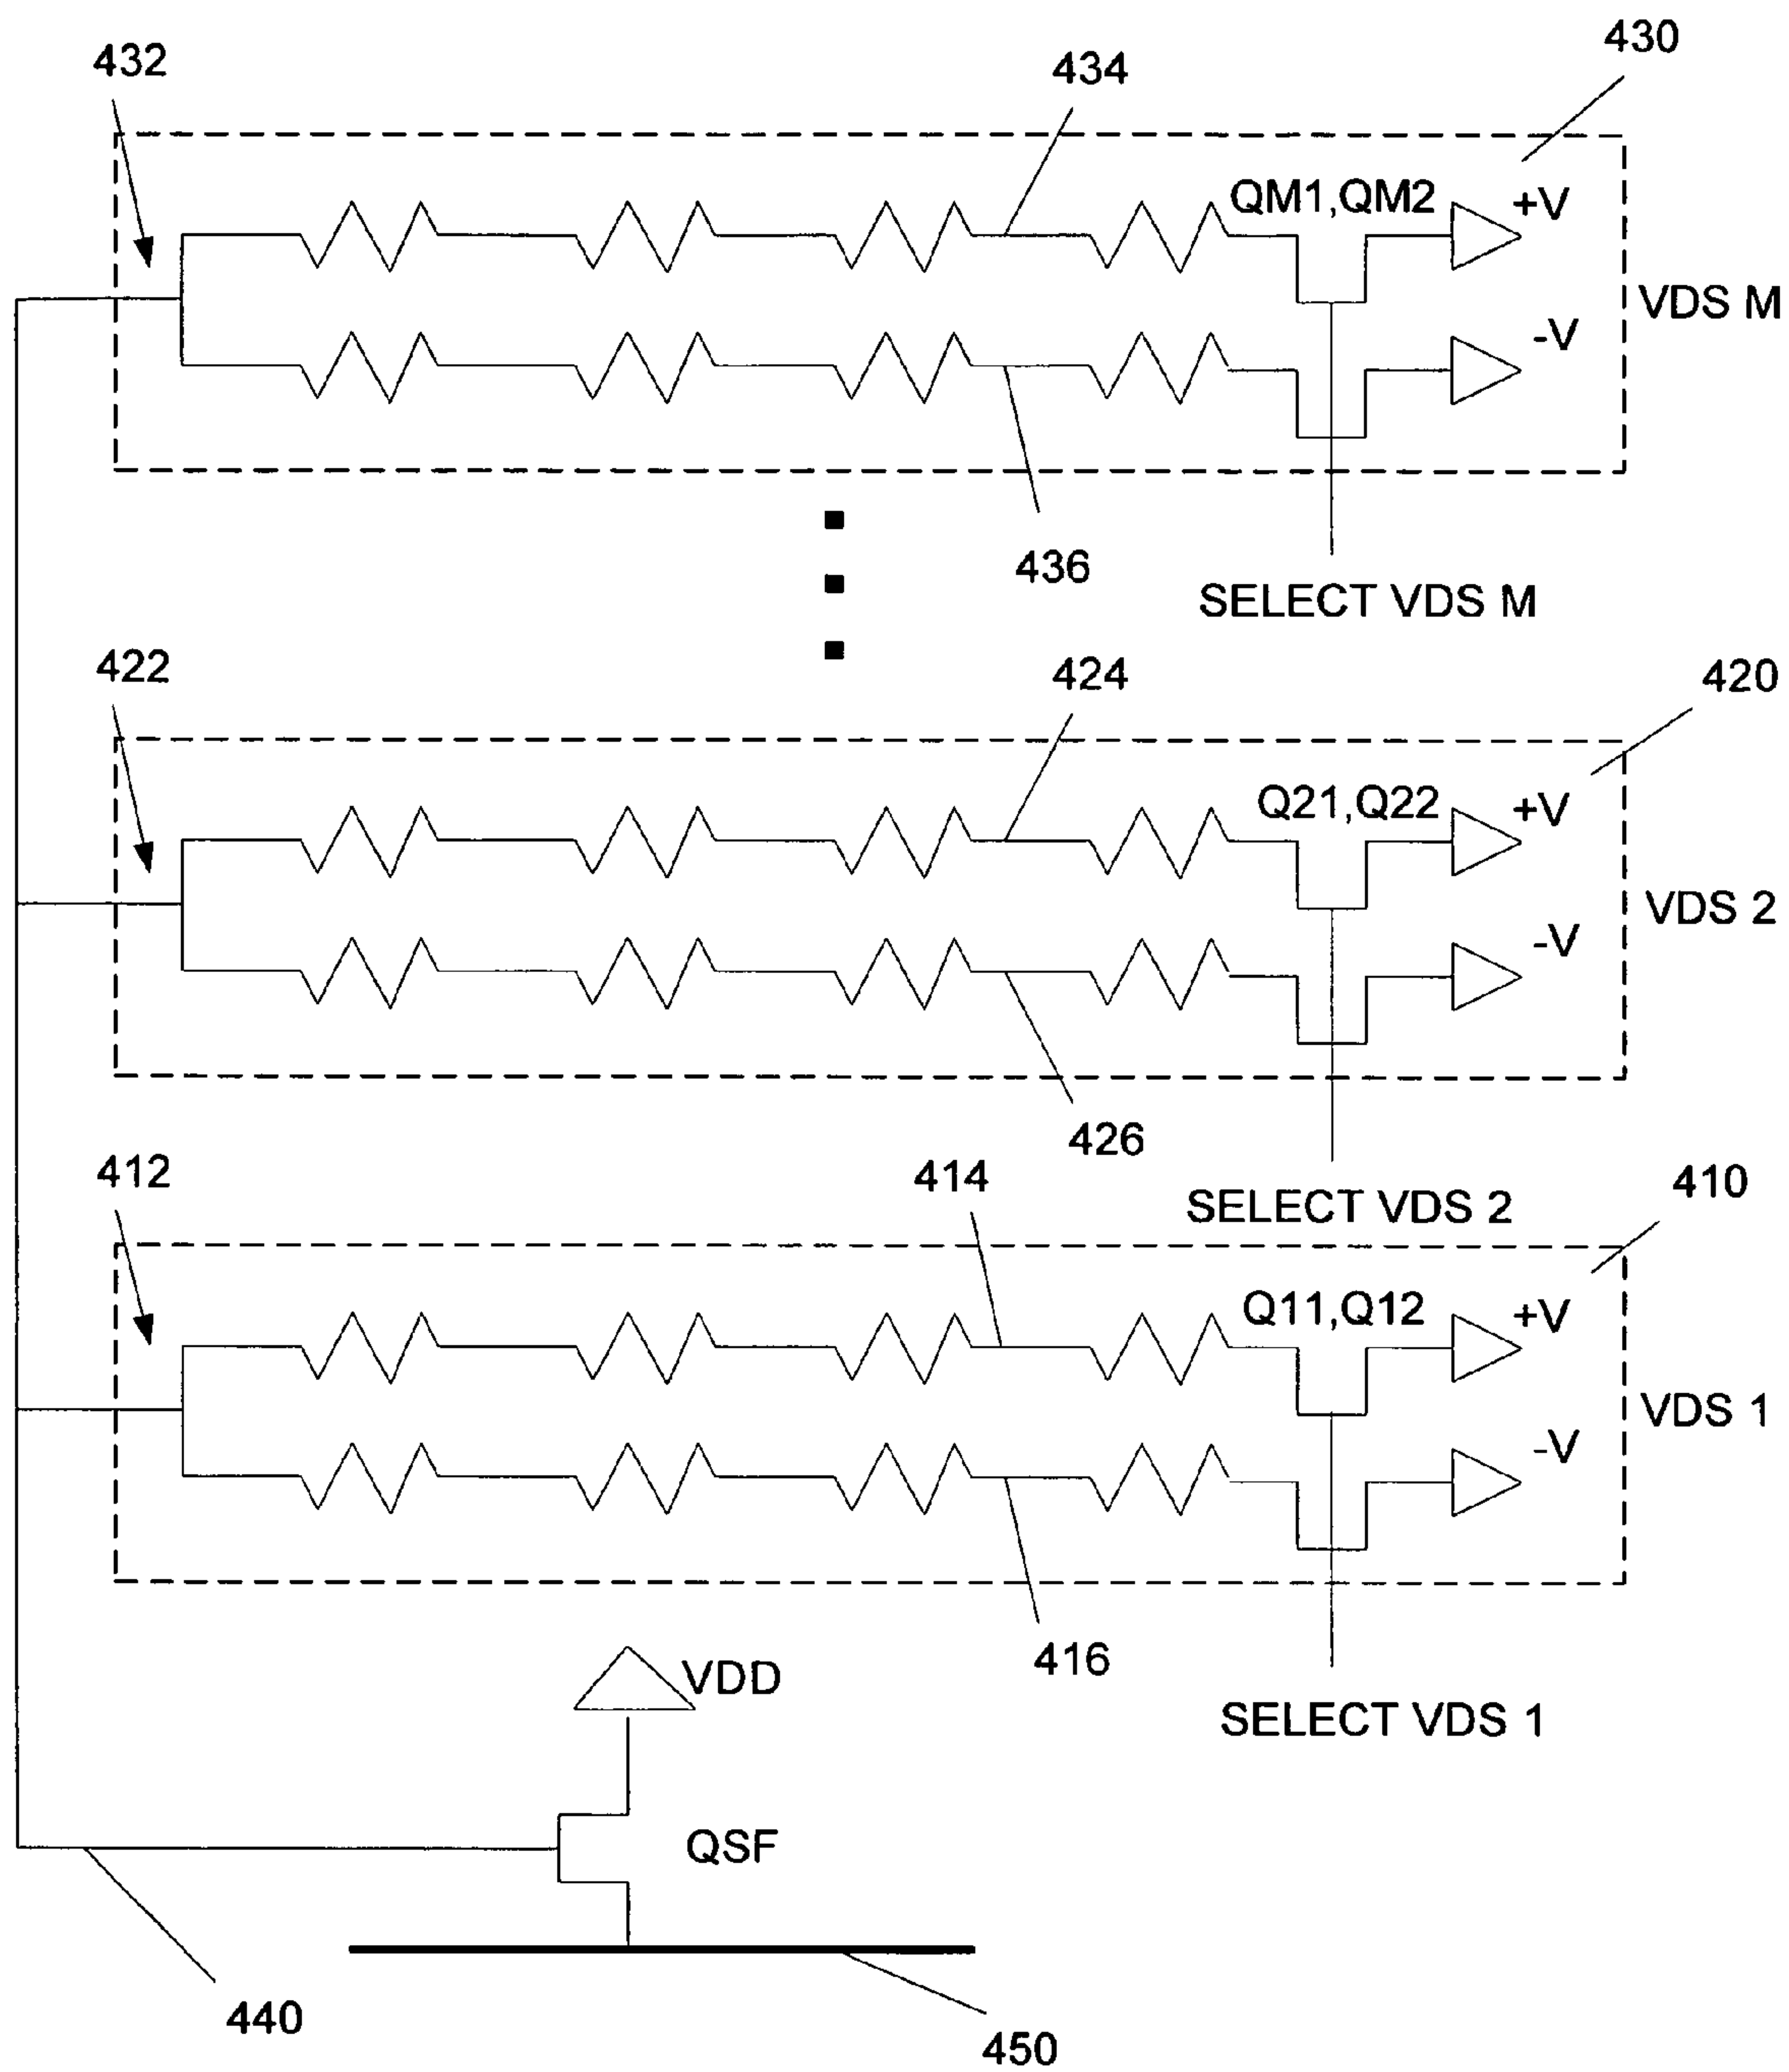 430
432
434
QM1,QM2
+V
VDS M
-V
436
SELECT VDS M
422
424
420
Q21,Q22
+V
VDS 2
-V
426
412
414
410
SELECT VDS 2
Q11,Q12
+V
VDS 1
-V
416
VDD
SELECT VDS 1
QSF
440
450